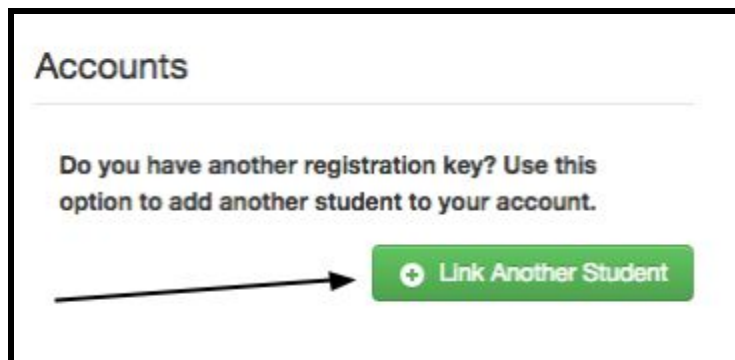 Accounts
Do you have another registration key? Use this
option to add another student to your account.
Link Another Student